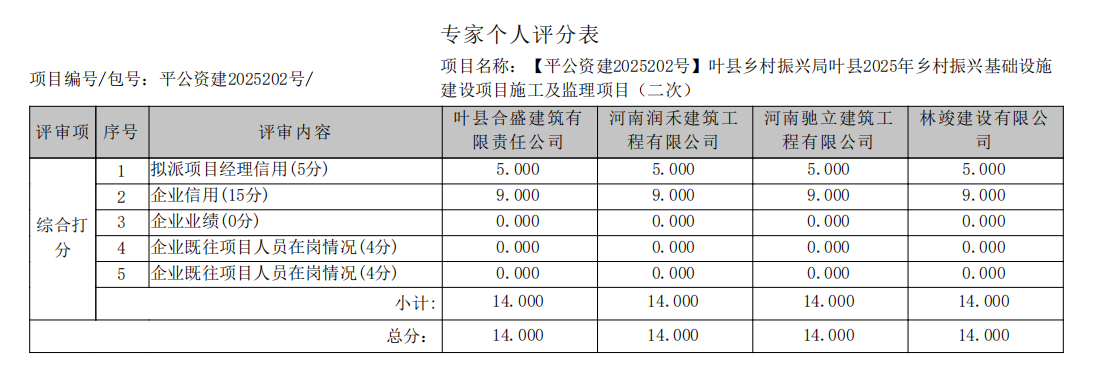 专家个人评分表
项目编号/包号: 平公资建2025202号/
项目名称: 【平公资建2025202号】叶县乡村振兴局叶县2025年乡村振兴基础设施
建设项目施工及监理项目（二次）
评审项 序号 评审内容 叶县合盛建筑有限责任公司 河南润禾建筑工程有限公司 河南驰立建筑工程有限公司 林竣建设有限公司
综合打分
1 拟派项目经理信用(5分) 5.000 5.000 5.000 5.000
2 企业信用(15分) 9.000 9.000 9.000 9.000
3 企业业绩(0分) 0.000 0.000 0.000 0.000
4 企业既往项目人员在岗情况(4分) 0.000 0.000 0.000 0.000
5 企业既往项目人员在岗情况(4分) 0.000 0.000 0.000 0.000
小计: 14.000 14.000 14.000 14.000
总分: 14.000 14.000 14.000 14.000